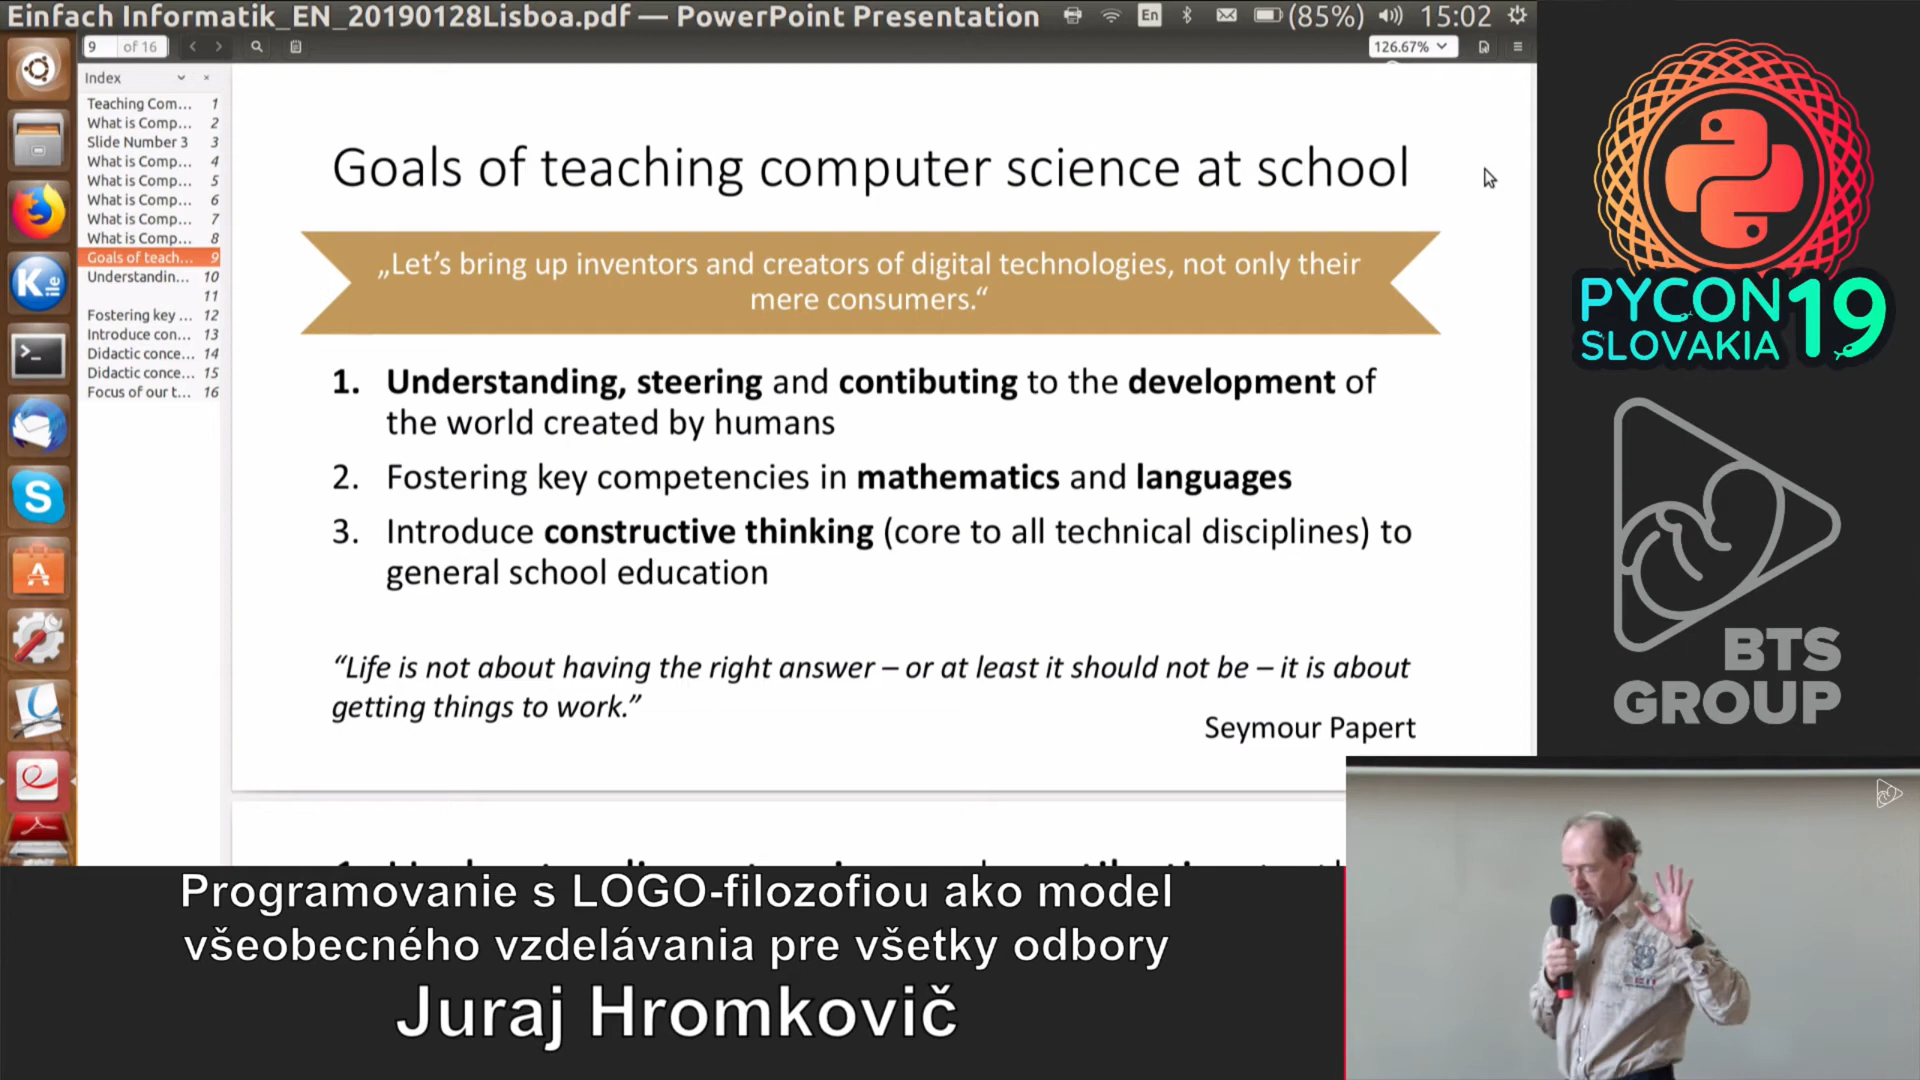 Einfach Informatik_EN_20190128Lisboa.pdf — PowerPoint Presentation
En
(85%)
15:02
9 of 16
126.67%
Index
Teaching Com... 1
What is Comp... 2
Slide Number 3 3
What is Comp... 4
What is Comp... 5
What is Comp... 6
What is Comp... 7
What is Comp... 8
Goals of teach... 9
Understandin... 10
11
Fostering key ... 12
Introduce con... 13
Didactic conce... 14
Didactic conce... 15
Focus of our t... 16
Goals of teaching computer science at school
„Let’s bring up inventors and creators of digital technologies, not only their
mere consumers.“
1. Understanding, steering and contibuting to the development of
the world created by humans
2. Fostering key competencies in mathematics and languages
3. Introduce constructive thinking (core to all technical disciplines) to
general school education
“Life is not about having the right answer – or at least it should not be – it is about
getting things to work.”
Seymour Papert
PYCON 19
SLOVAKIA
BTS
GROUP
Programovanie s LOGO-filozofiou ako model
všeobecného vzdelávania pre všetky odbory
Juraj Hromkovič